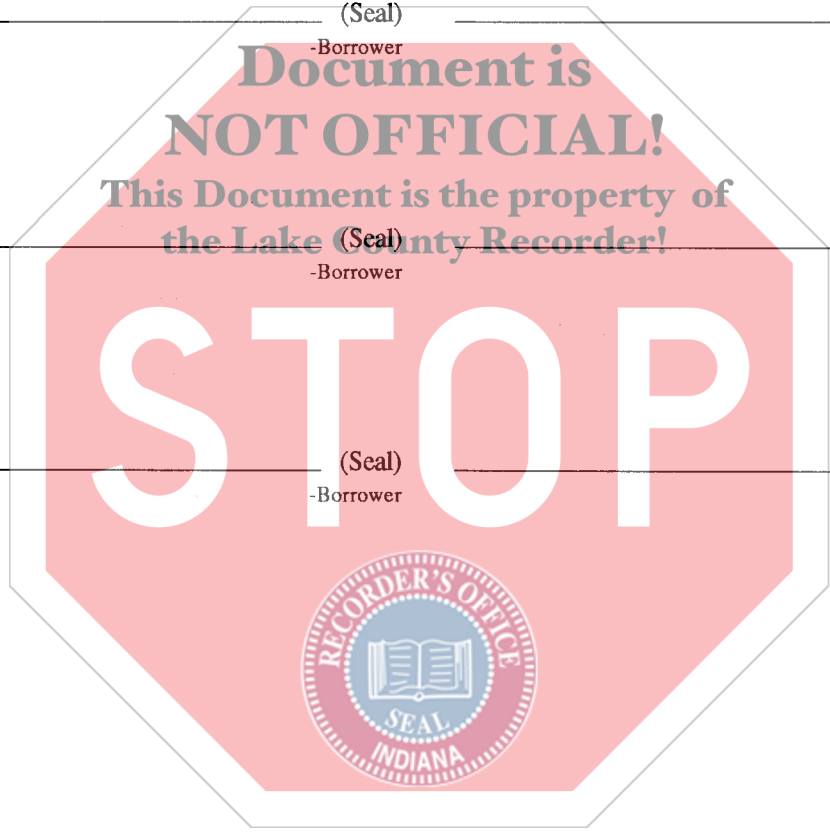 (Seal)
-Borrower
Document is
NOT OFFICIAL!
This Document is the property of
the Lake County Recorder!
(Seal)
-Borrower
STOP
(Seal)
-Borrower
RECORDER'S OFFICE
SEAL
INDIANA